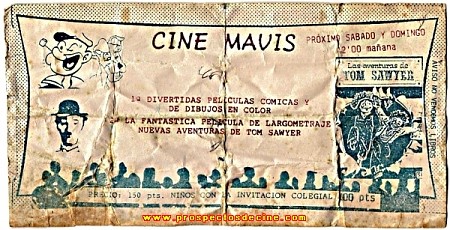 CINE MAVIS
PRÓXIMO SABADO Y DOMINGO
2'00 mañana
Las aventuras de
TOM SAWYER
DIVERTIDAS PELICULAS COMICAS Y
DE DIBUJOS EN COLOR
LA FANTASTICA PELICULA DE LARGOMETRAJE
NUEVAS AVENTURAS DE TOM SAWYER
PRECIO: 150 pts. NIÑOS CON LA INVITACION COLEGIAL 100 pts
www.prospectosdecine.com